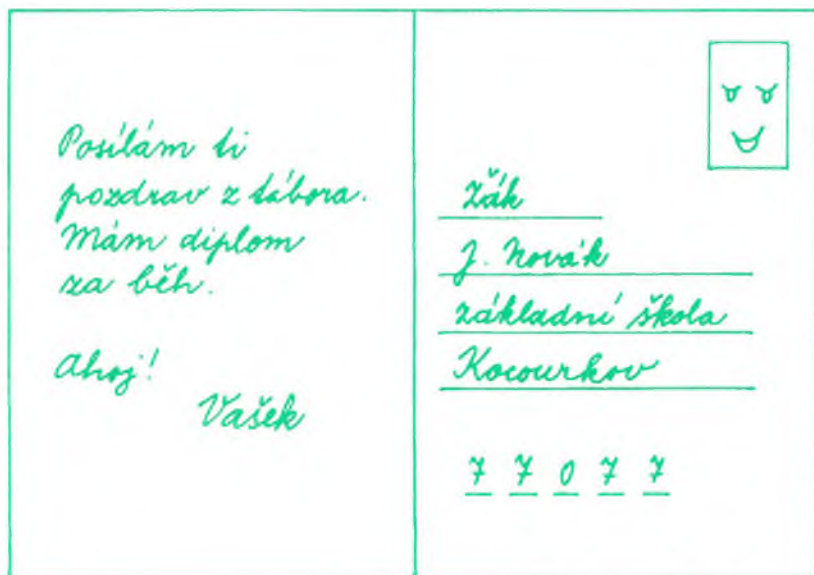 Posílám ti
pozdrav z tábora.
Mám diplom
za běh.
Ahoj!
Vašek
Žák
J. Novák
základní škola
Kocourkov
7 7 0 7 7